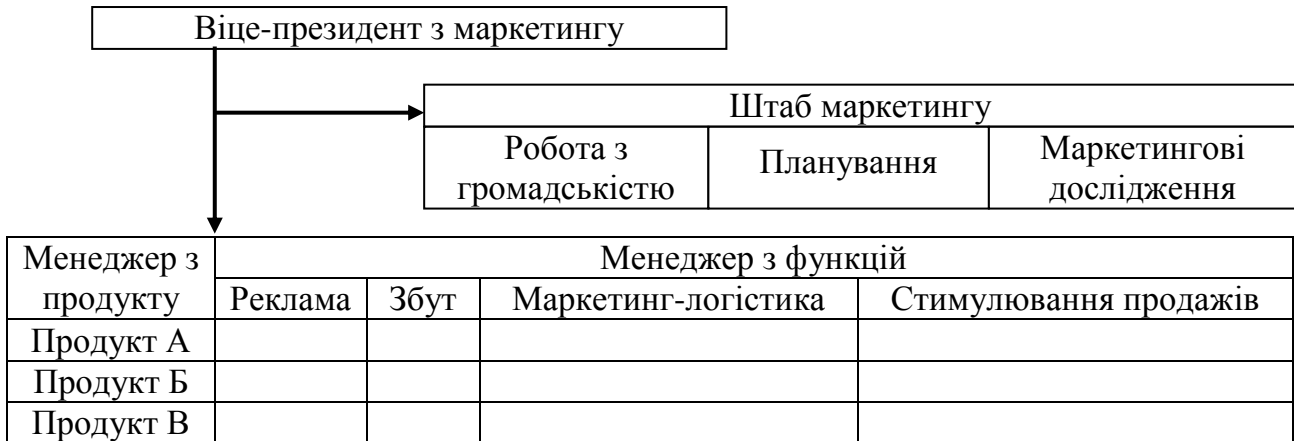 Віце-президент з маркетингу
Штаб маркетингу
Робота з
громадськістю
Планування
Маркетингові
дослідження
Менеджер з
продукту
Менеджер з функцій
Реклама
Збут
Маркетинг-логістика
Стимулювання продажів
Продукт А
Продукт Б
Продукт В